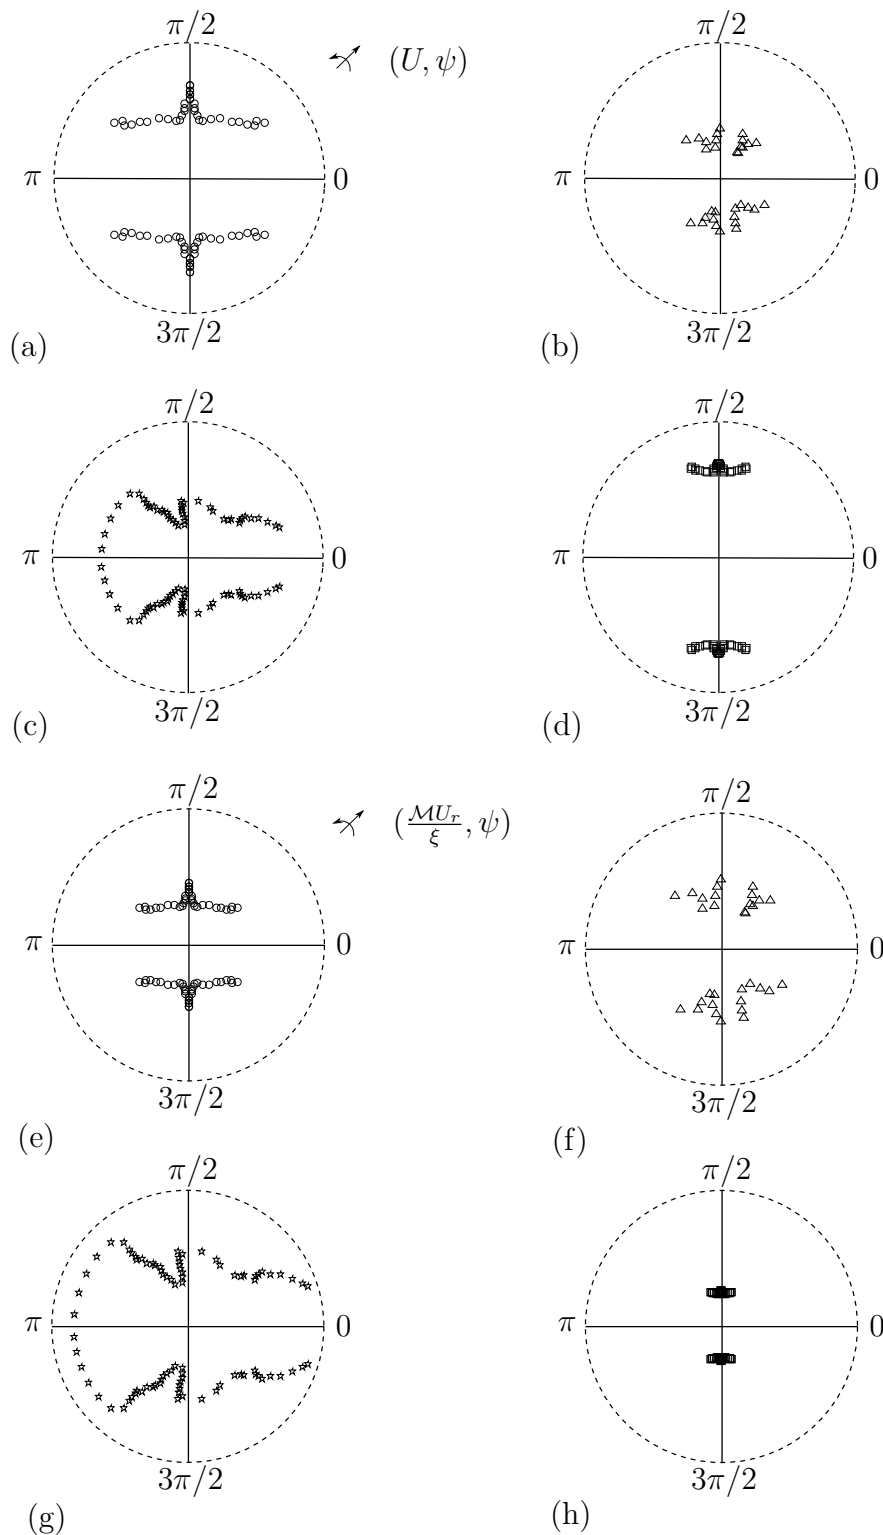 π/2 (U, ψ) π/2
π 0 π 0
3π/2 3π/2
(a) (b)
π/2 π/2
π 0 π 0
3π/2 3π/2
(c) (d)
π/2 (ℳU_r/ξ, ψ) π/2
π 0 π 0
3π/2 3π/2
(e) (f)
π/2 π/2
π 0 π 0
3π/2 3π/2
(g) (h)